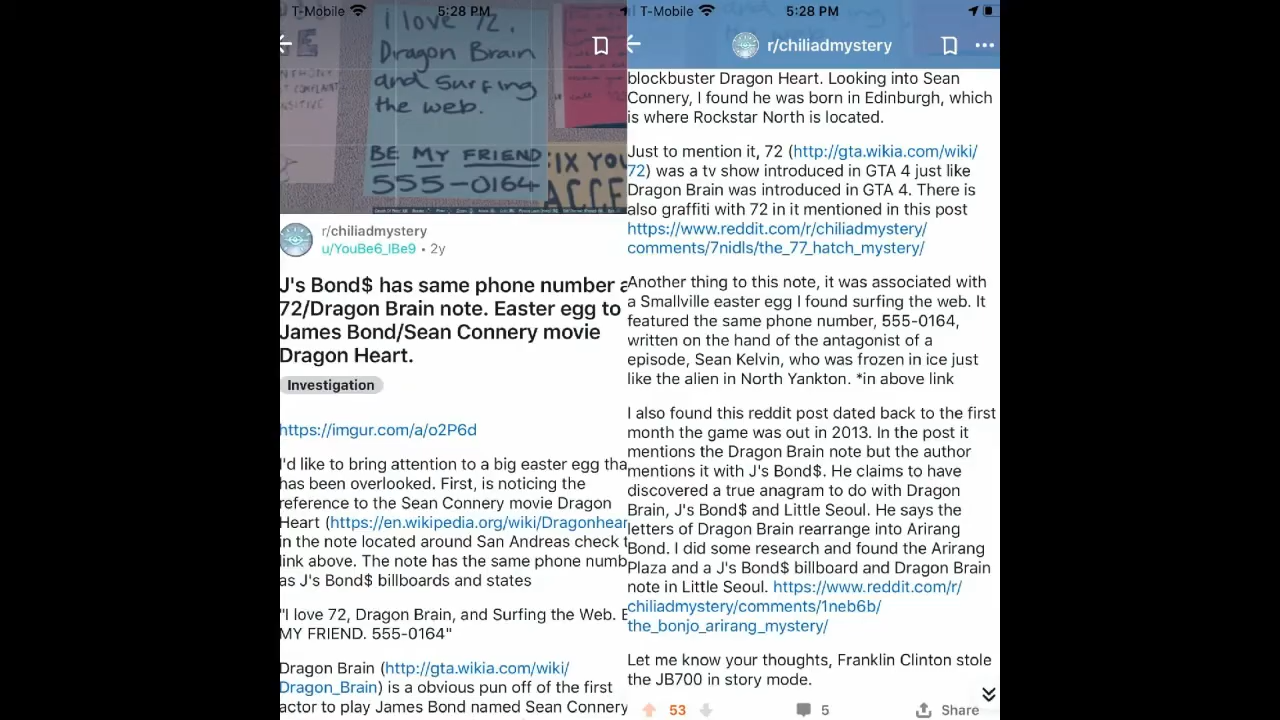 T-Mobile 5:28 PM
i love 72,
Dragon Brain
and surfing
the web.
BE MY FRIEND
555-0164
FIX YOU
ACCE
r/chiliadmystery
u/YouBe6_IBe9 • 2y
J's Bond$ has same phone number a
72/Dragon Brain note. Easter egg to
James Bond/Sean Connery movie
Dragon Heart.
Investigation
https://imgur.com/a/o2P6d
I'd like to bring attention to a big easter egg tha
has been overlooked. First, is noticing the
reference to the Sean Connery movie Dragon
Heart (https://en.wikipedia.org/wiki/Dragonhear
in the note located around San Andreas check t
link above. The note has the same phone numb
as J's Bond$ billboards and states
"I love 72, Dragon Brain, and Surfing the Web. B
MY FRIEND. 555-0164"
Dragon Brain (http://gta.wikia.com/wiki/
Dragon_Brain) is a obvious pun off of the first
actor to play James Bond named Sean Connery
T-Mobile 5:28 PM
r/chiliadmystery
blockbuster Dragon Heart. Looking into Sean
Connery, I found he was born in Edinburgh, which
is where Rockstar North is located.
Just to mention it, 72 (http://gta.wikia.com/wiki/
72) was a tv show introduced in GTA 4 just like
Dragon Brain was introduced in GTA 4. There is
also graffiti with 72 in it mentioned in this post
https://www.reddit.com/r/chiliadmystery/
comments/7nidls/the_77_hatch_mystery/
Another thing to this note, it was associated with
a Smallville easter egg I found surfing the web. It
featured the same phone number, 555-0164,
written on the hand of the antagonist of a
episode, Sean Kelvin, who was frozen in ice just
like the alien in North Yankton. *in above link
I also found this reddit post dated back to the first
month the game was out in 2013. In the post it
mentions the Dragon Brain note but the author
mentions it with J's Bond$. He claims to have
discovered a true anagram to do with Dragon
Brain, J's Bond$ and Little Seoul. He says the
letters of Dragon Brain rearrange into Arirang
Bond. I did some research and found the Arirang
Plaza and a J's Bond$ billboard and Dragon Brain
note in Little Seoul. https://www.reddit.com/r/
chiliadmystery/comments/1neb6b/
the_bonjo_arirang_mystery/
Let me know your thoughts, Franklin Clinton stole
the JB700 in story mode.
53 5 Share